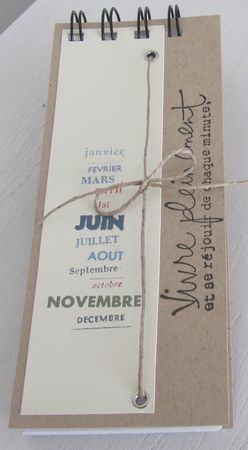 janvier
FEVRIER
MARS
avril
Mai
JUIN
JUILLET
AOUT
Septembre
octobre
NOVEMBRE
DECEMBRE
Vivre pleinement
et se réjouir de chaque minute.